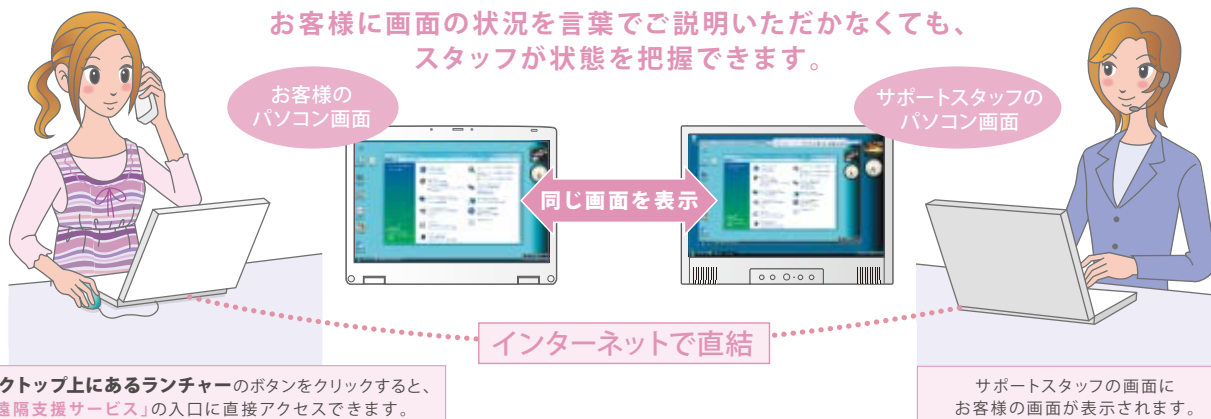 お客様に画面の状況を言葉でご説明いただかなくても、
スタッフが状態を把握できます。
お客様の
パソコン画面
サポートスタッフの
パソコン画面
同じ画面を表示
インターネットで直結
クトップ上にあるランチャーのボタンをクリックすると、
遠隔支援サービス」の入口に直接アクセスできます。
サポートスタッフの画面に
お客様の画面が表示されます。